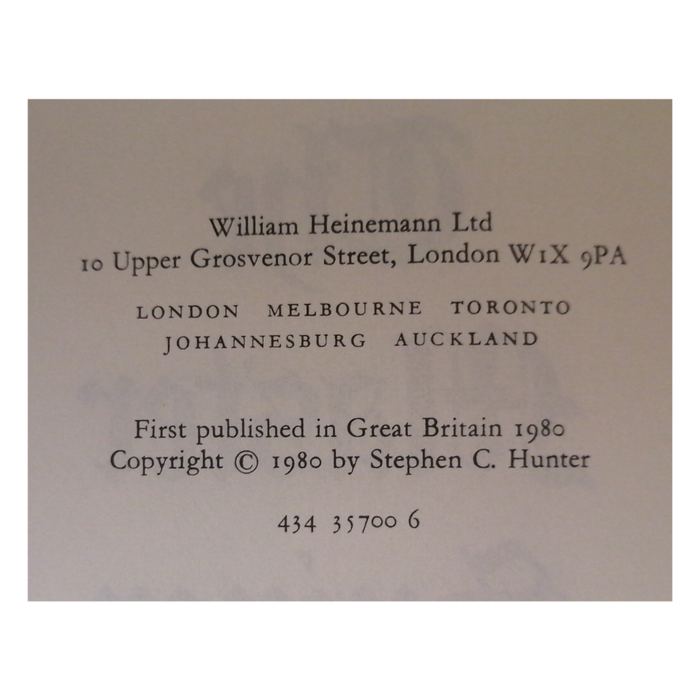 William Heinemann Ltd
10 Upper Grosvenor Street, London W1X 9PA
LONDON MELBOURNE TORONTO
JOHANNESBURG AUCKLAND
First published in Great Britain 1980
Copyright © 1980 by Stephen C. Hunter
434 35700 6